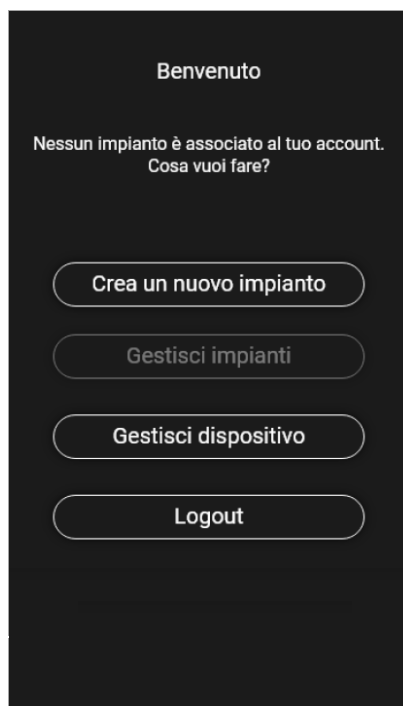 Benvenuto
Nessun impianto è associato al tuo account.
Cosa vuoi fare?
Crea un nuovo impianto
Gestisci impianti
Gestisci dispositivo
Logout